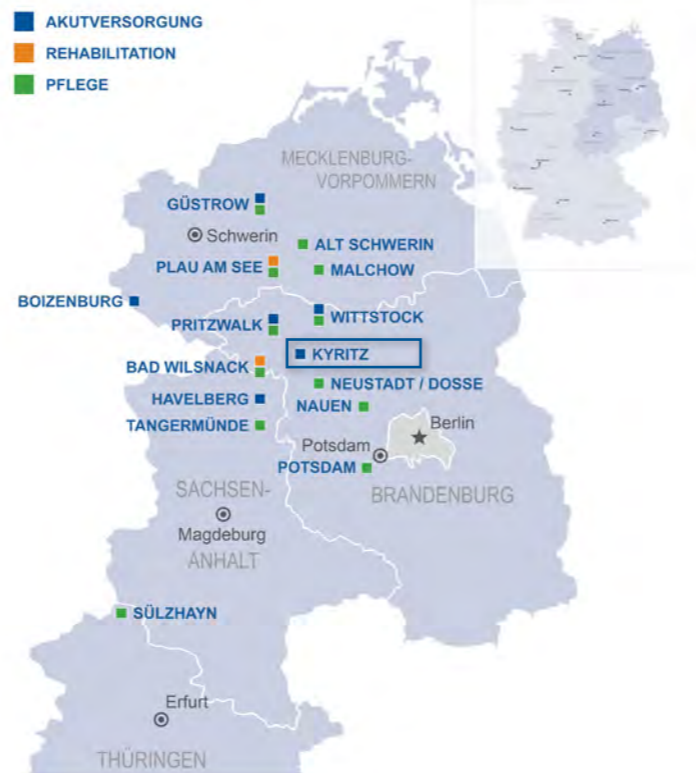 AKUTVERSORGUNG
REHABILITATION
PFLEGE
MECKLENBURG-
VORPOMMERN
GÜSTROW
Schwerin
ALT SCHWERIN
PLAU AM SEE
MALCHOW
BOIZENBURG
WITTSTOCK
PRITZWALK
KYRITZ
BAD WILSNACK
NEUSTADT / DOSSE
HAVELBERG
NAUEN
TANGERMÜNDE
Berlin
Potsdam
POTSDAM
SACHSEN-
BRANDENBURG
Magdeburg
ANHALT
SÜLZHAYN
Erfurt
THÜRINGEN